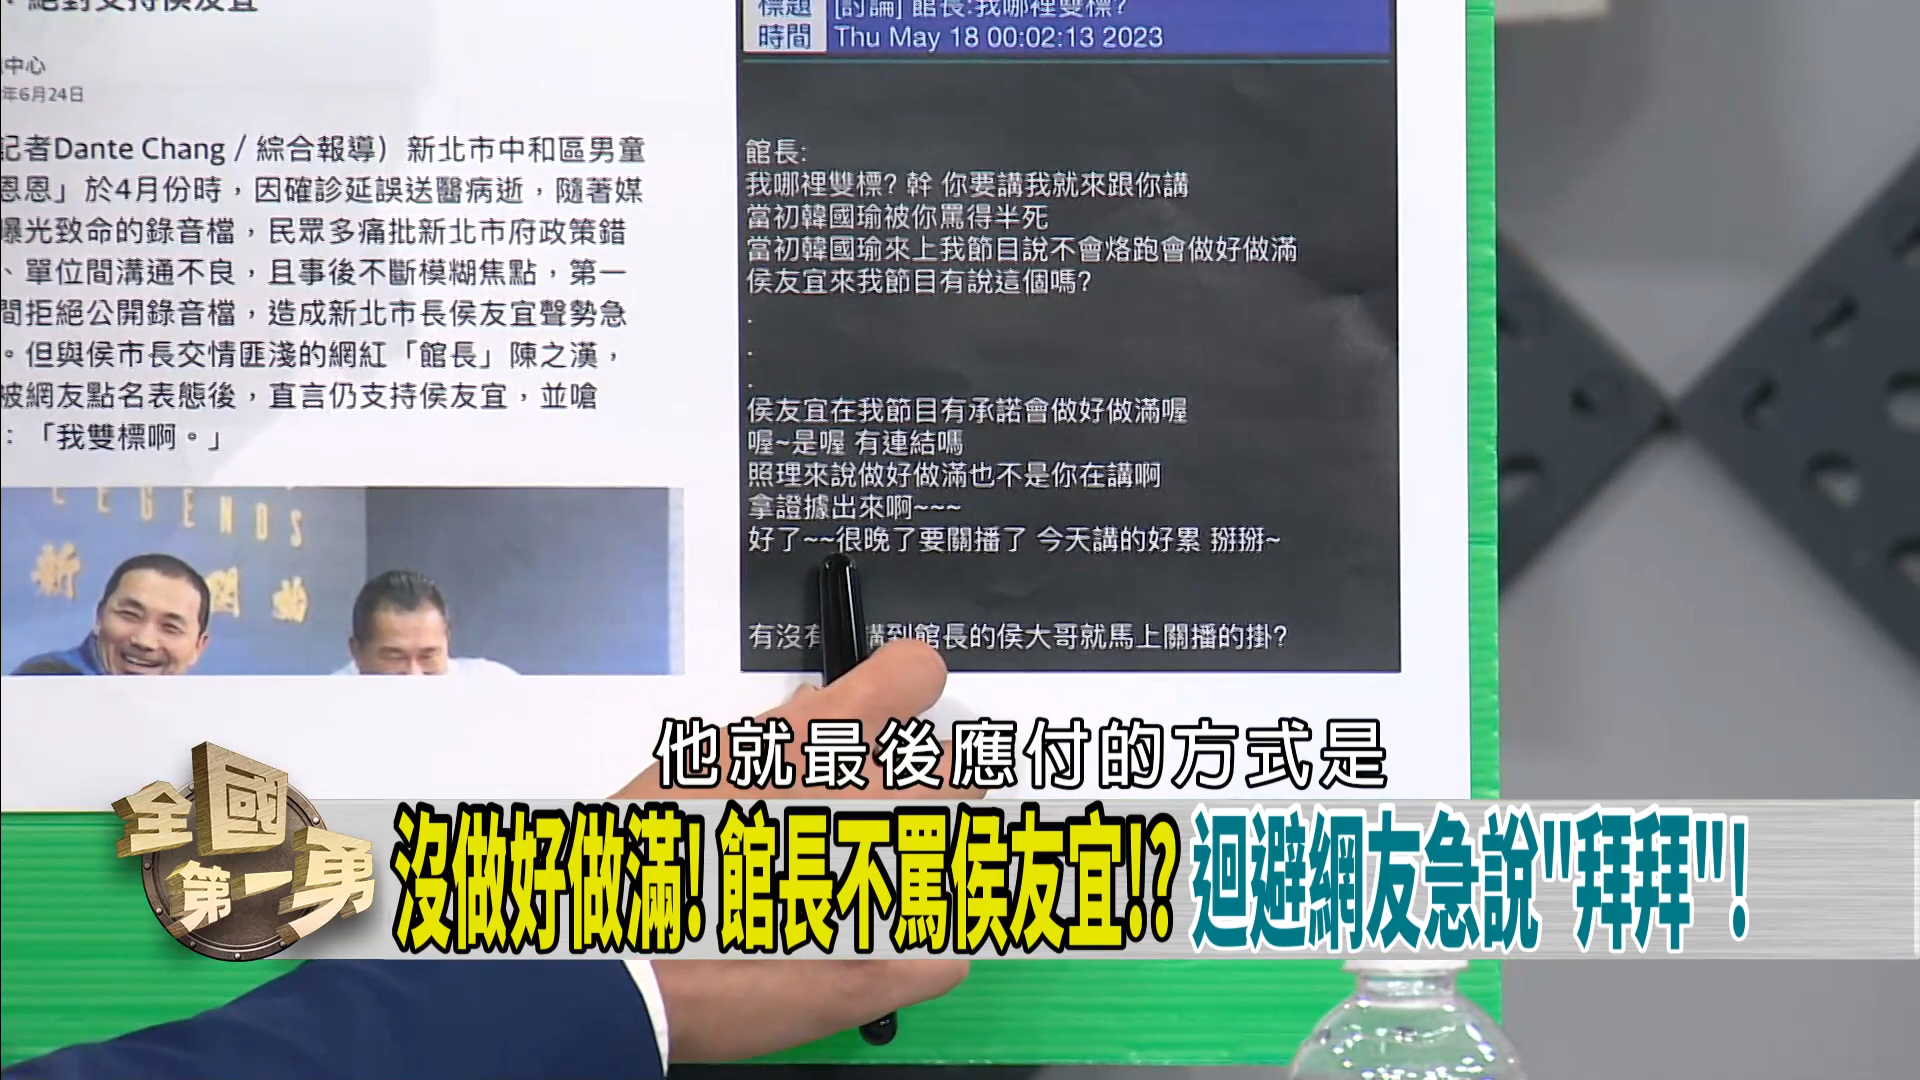 絕對支持侯友宜
中心
年6月24日
記者Dante Chang / 綜合報導）新北市中和區男童
恩恩」於4月份時，因確診延誤送醫病逝，隨著媒
曝光致命的錄音檔，民眾多痛批新北市府政策錯
、單位間溝通不良，且事後不斷模糊焦點，第一
間拒絕公開錄音檔，造成新北市長侯友宜聲勢急
。但與侯市長交情匪淺的網紅「館長」陳之漢，
被網友點名表態後，直言仍支持侯友宜，並嗆
：「我雙標啊。」
LEGENDS
新
標題 [討論] 館長:我哪裡雙標?
時間 Thu May 18 00:02:13 2023
館長:
我哪裡雙標? 幹 你要講我就來跟你講
當初韓國瑜被你罵得半死
當初韓國瑜來上我節目說不會烙跑會做好做滿
侯友宜來我節目有說這個嗎?
.
.
.
侯友宜在我節目有承諾會做好做滿喔
喔~是喔 有連結嗎
照理來說做好做滿也不是你在講啊
拿證據出來啊~~~
好了~~很晚了要關播了 今天講的好累 掰掰~
有沒有 講到館長的侯大哥就馬上關播的掛?
他就最後應付的方式是
全國第一勇
沒做好做滿! 館長不罵侯友宜!? 迴避網友急說"拜拜"!